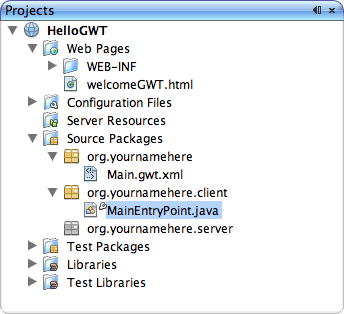 Projects
HelloGWT
Web Pages
WEB-INF
welcomeGWT.html
Configuration Files
Server Resources
Source Packages
org.yournamehere
Main.gwt.xml
org.yournamehere.client
MainEntryPoint.java
org.yournamehere.server
Test Packages
Libraries
Test Libraries